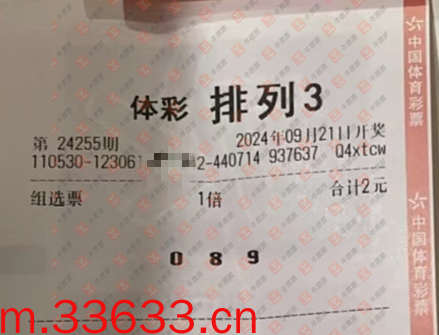 体彩 排列3
第 24255期 2024年09月21日开奖
110530-123061 2-440714 937637 Q4xtcw
组选票 1倍 合计2元
0 8 9
m.33633.cn
中国体育彩票
中国体育彩票